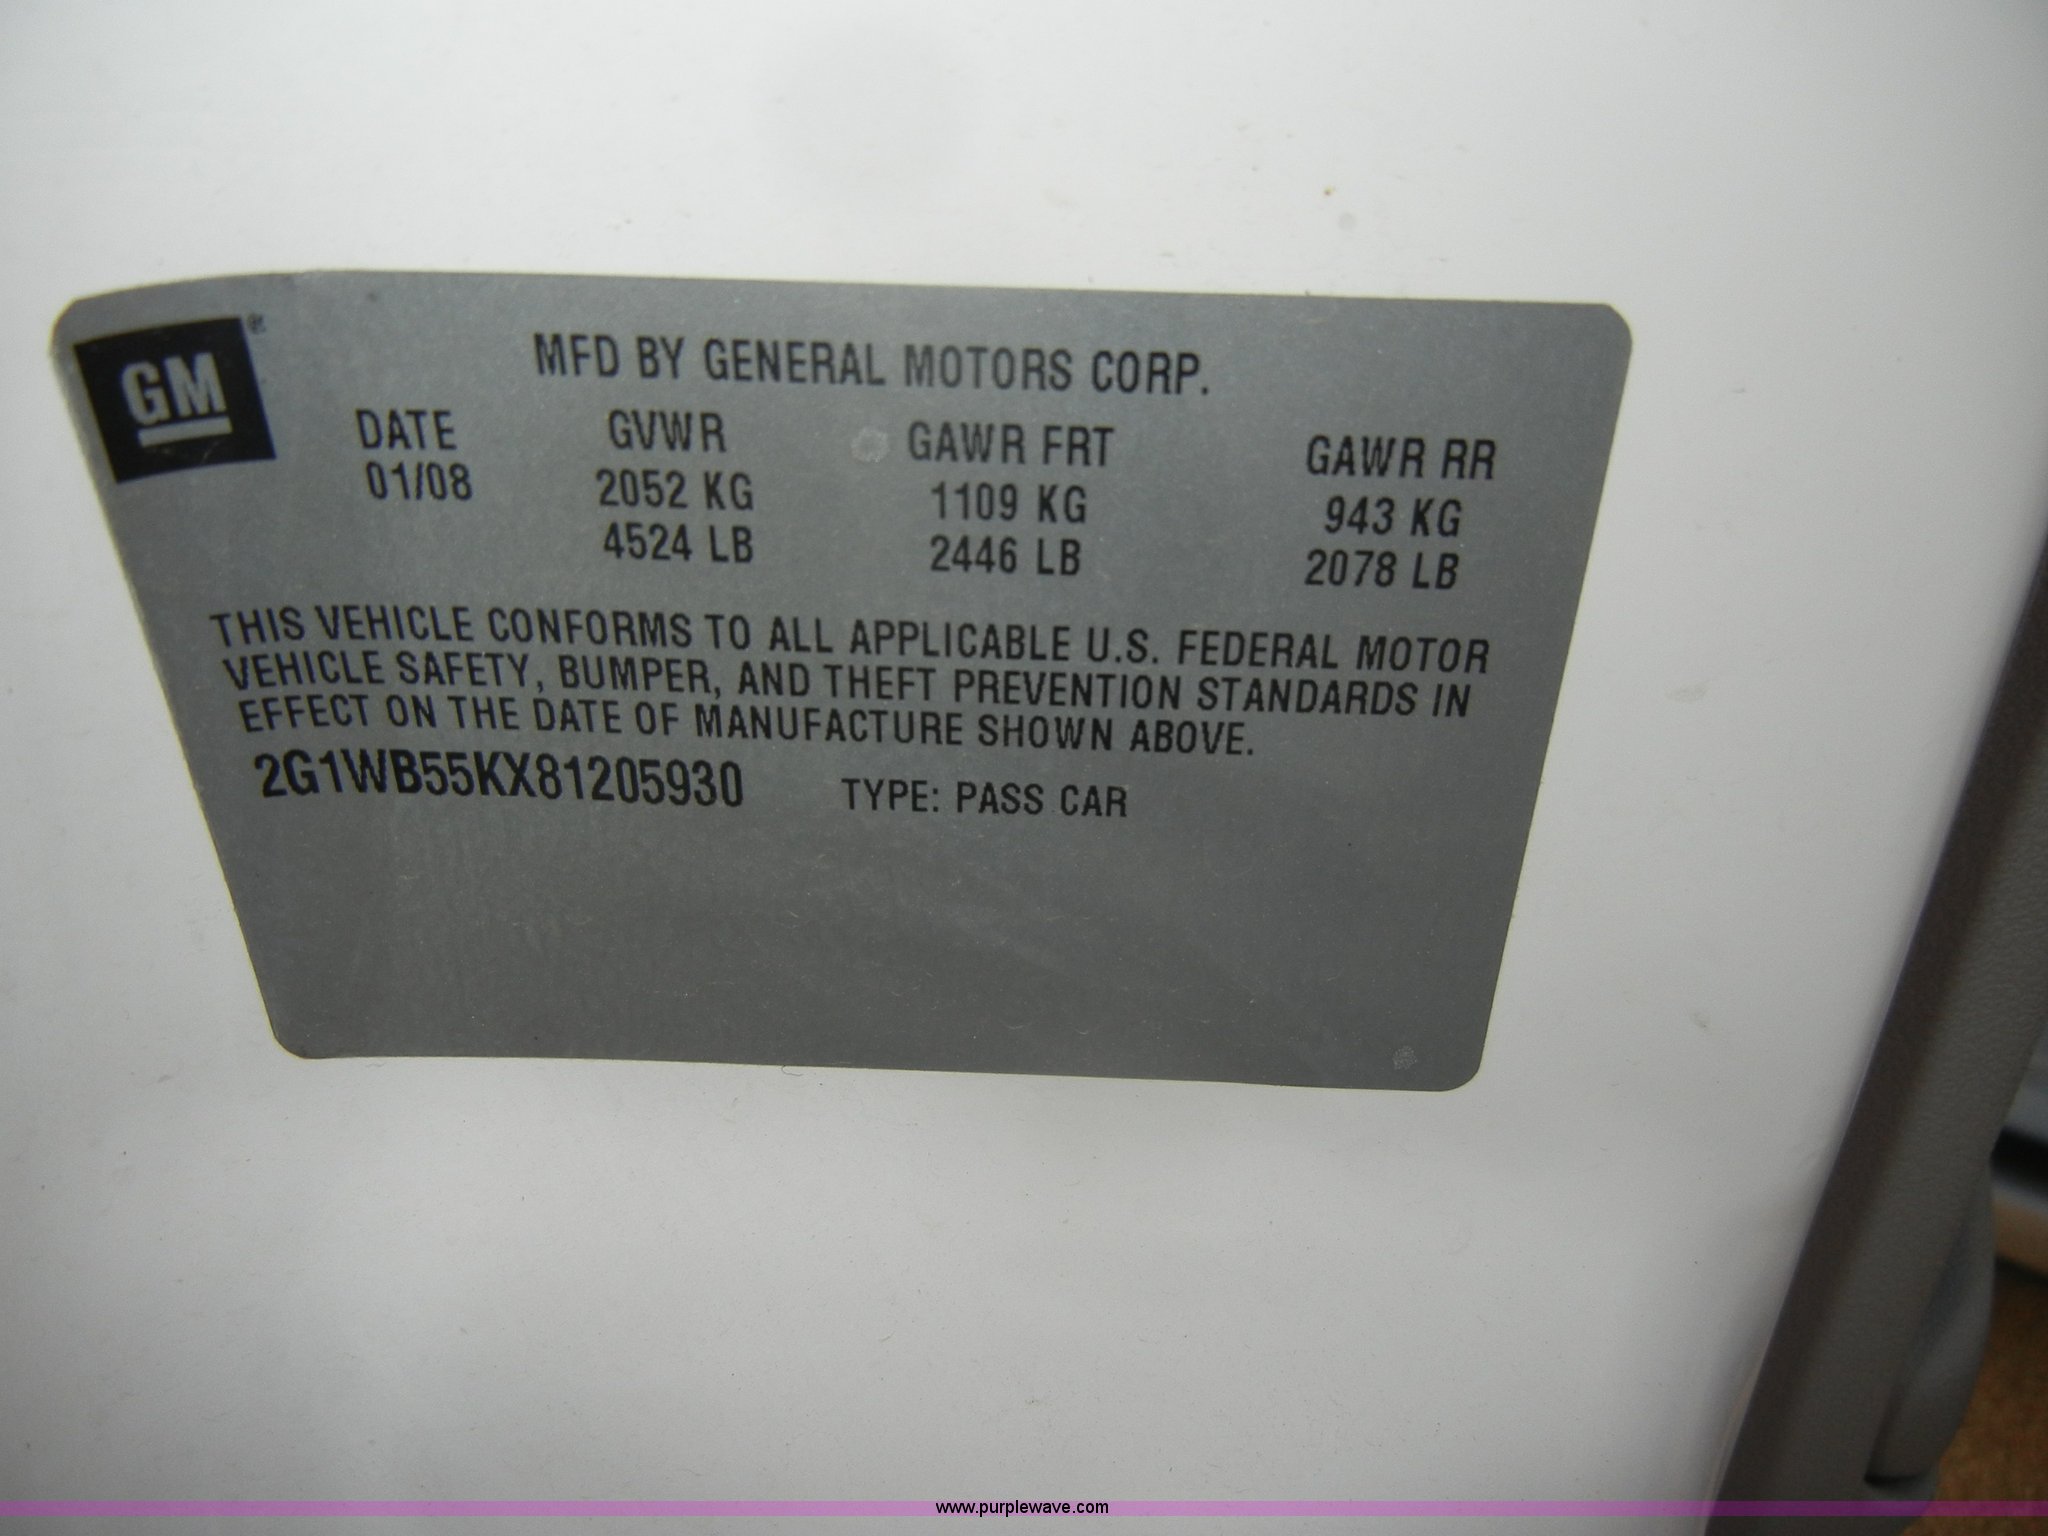 GM®
MFD BY GENERAL MOTORS CORP.
DATE GVWR GAWR FRT GAWR RR
01/08 2052 KG 1109 KG 943 KG
4524 LB 2446 LB 2078 LB
THIS VEHICLE CONFORMS TO ALL APPLICABLE U.S. FEDERAL MOTOR
VEHICLE SAFETY, BUMPER, AND THEFT PREVENTION STANDARDS IN
EFFECT ON THE DATE OF MANUFACTURE SHOWN ABOVE.
2G1WB55KX81205930 TYPE: PASS CAR
www.purplewave.com